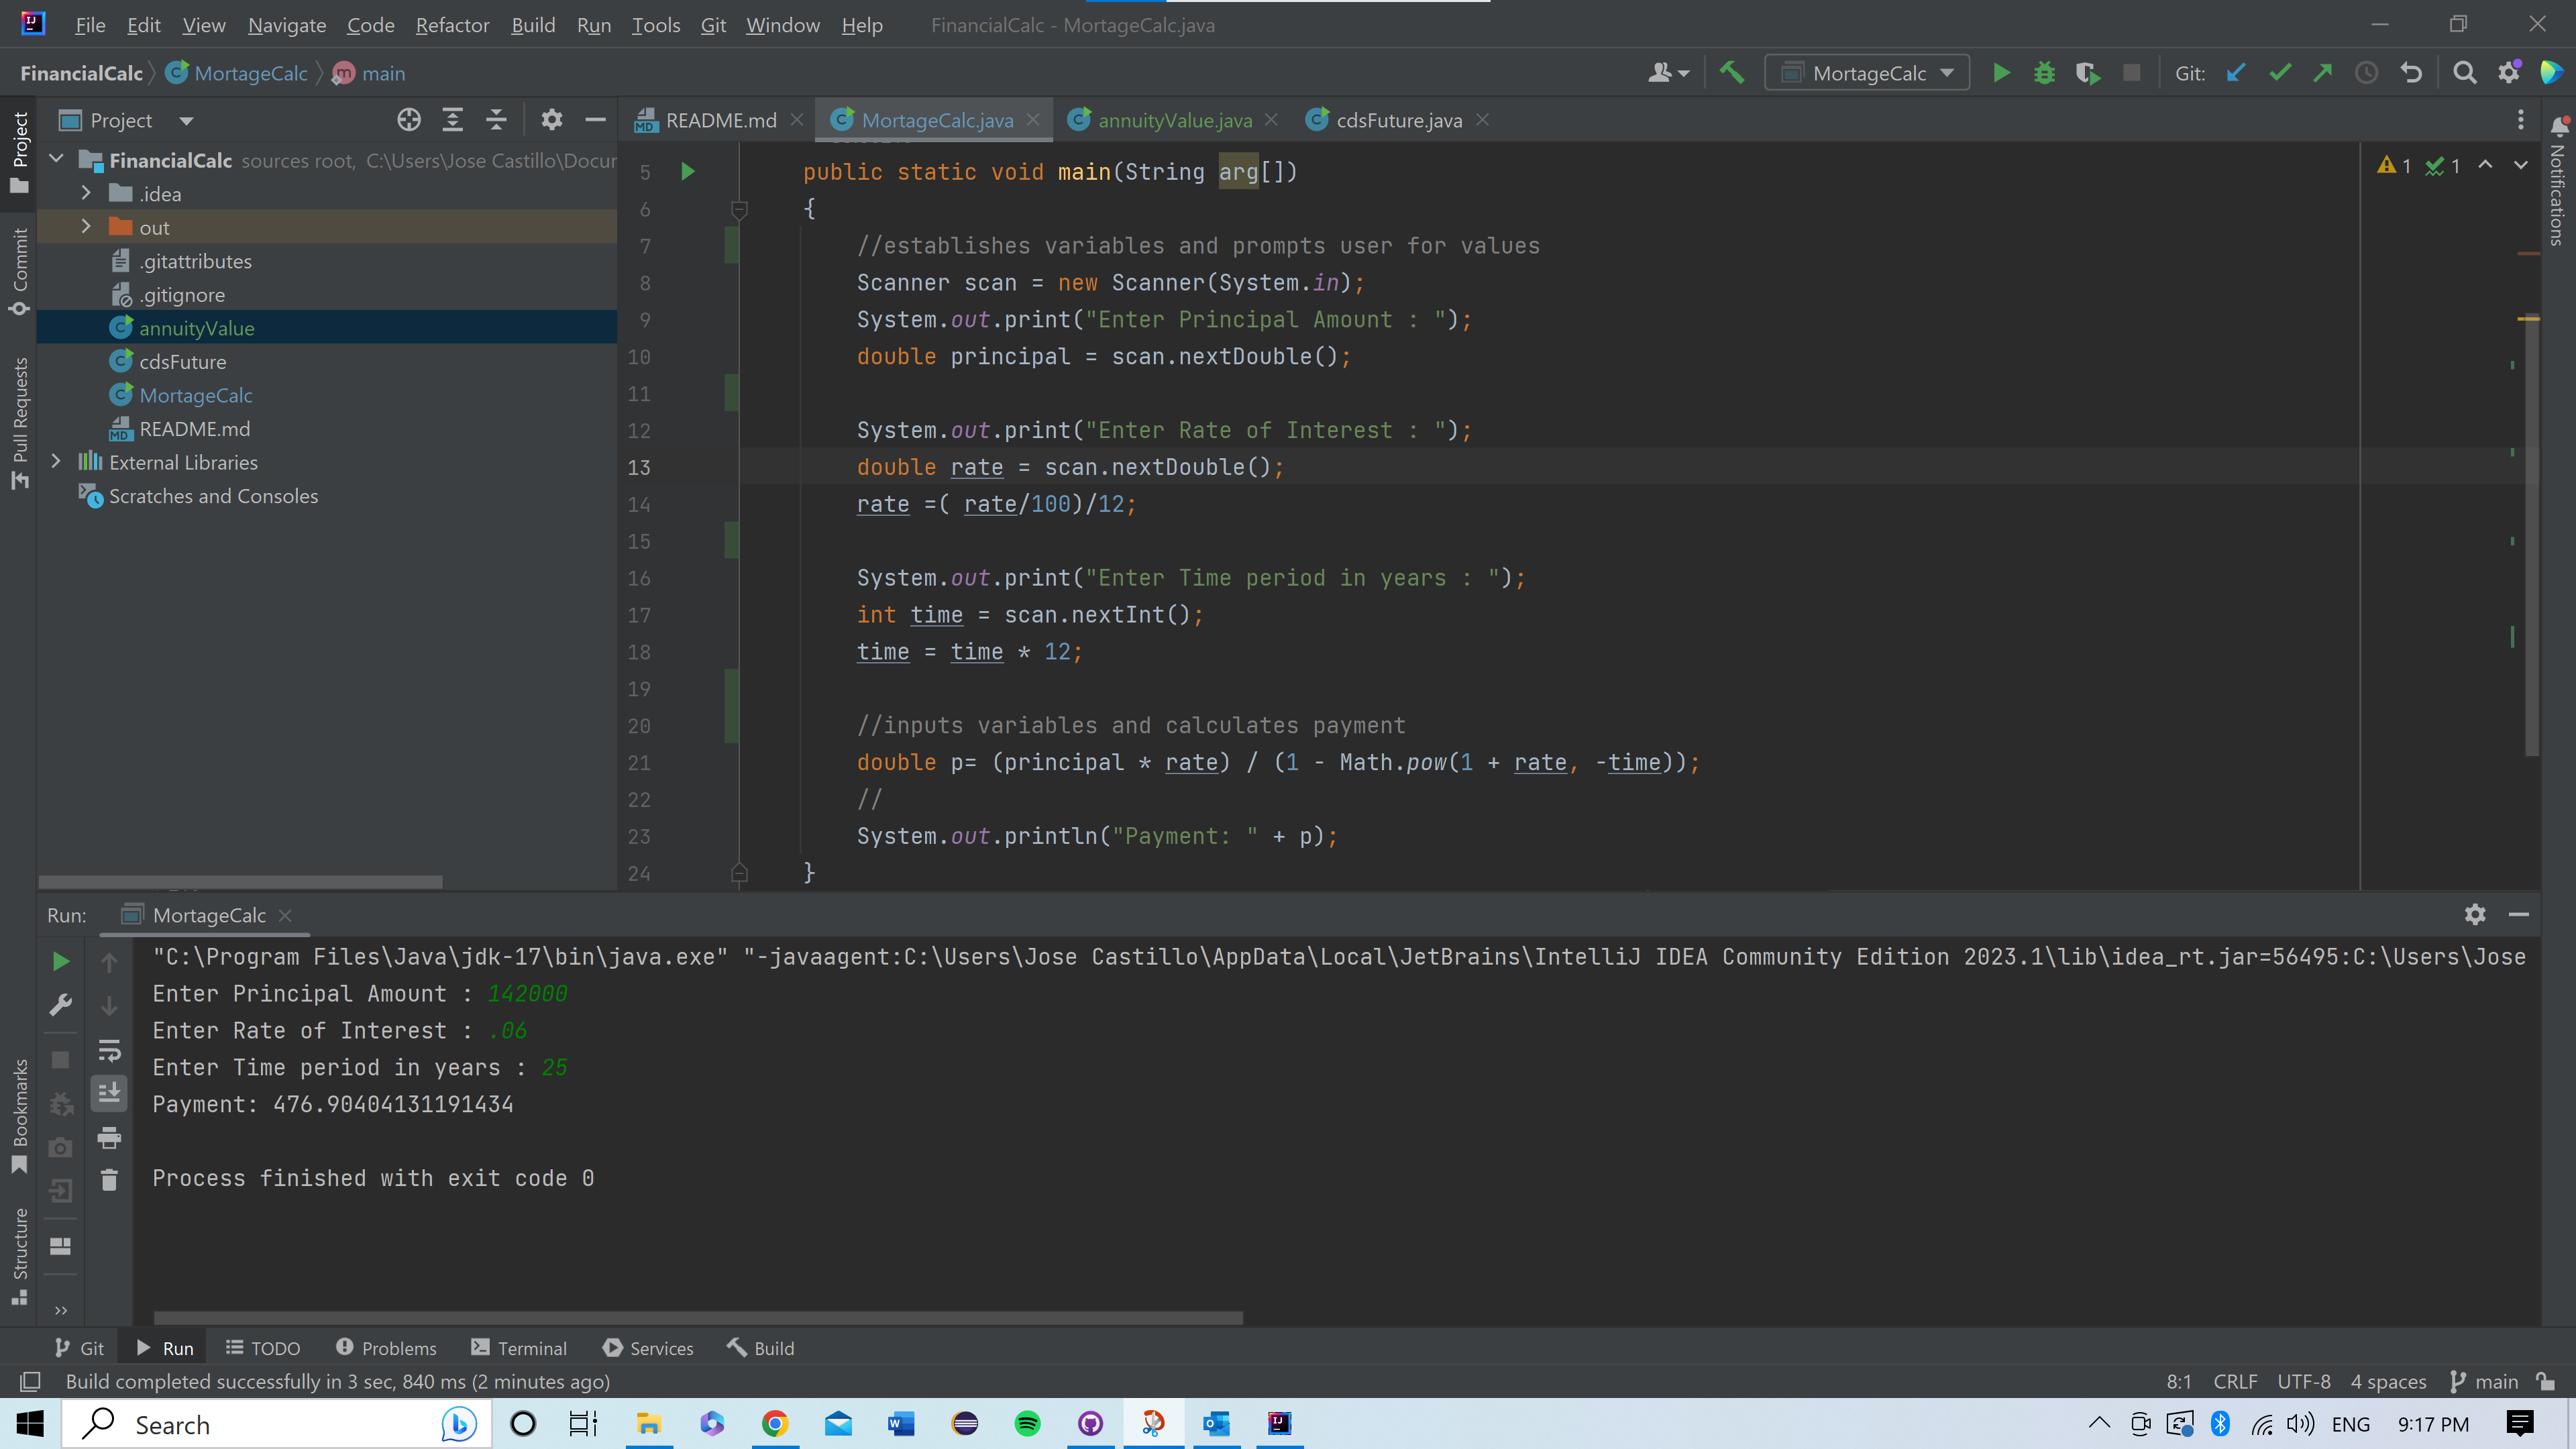 File Edit View Navigate Code Refactor Build Run Tools Git Window Help FinancialCalc - MortageCalc.java
FinancialCalc MortageCalc main MortageCalc Git:
Project README.md MortageCalc.java annuityValue.java cdsFuture.java
FinancialCalc sources root, C:\Users\Jose Castillo\Docur
.idea
out
.gitattributes
.gitignore
annuityValue
cdsFuture
MortageCalc
README.md
External Libraries
Scratches and Consoles
Project
Commit
Pull Requests
Bookmarks
Structure
Notifications
1 1
5 public static void main(String arg[])
6 {
7 //establishes variables and prompts user for values
8 Scanner scan = new Scanner(System.in);
9 System.out.print("Enter Principal Amount : ");
10 double principal = scan.nextDouble();
11
12 System.out.print("Enter Rate of Interest : ");
13 double rate = scan.nextDouble();
14 rate =( rate/100)/12;
15
16 System.out.print("Enter Time period in years : ");
17 int time = scan.nextInt();
18 time = time * 12;
19
20 //inputs variables and calculates payment
21 double p= (principal * rate) / (1 - Math.pow(1 + rate, -time));
22 //
23 System.out.println("Payment: " + p);
24 }
Run: MortageCalc
"C:\Program Files\Java\jdk-17\bin\java.exe" "-javaagent:C:\Users\Jose Castillo\AppData\Local\JetBrains\IntelliJ IDEA Community Edition 2023.1\lib\idea_rt.jar=56495:C:\Users\Jose
Enter Principal Amount : 142000
Enter Rate of Interest : .06
Enter Time period in years : 25
Payment: 476.90404131191434
Process finished with exit code 0
Git Run TODO Problems Terminal Services Build
Build completed successfully in 3 sec, 840 ms (2 minutes ago) 8:1 CRLF UTF-8 4 spaces main
Search ENG 9:17 PM